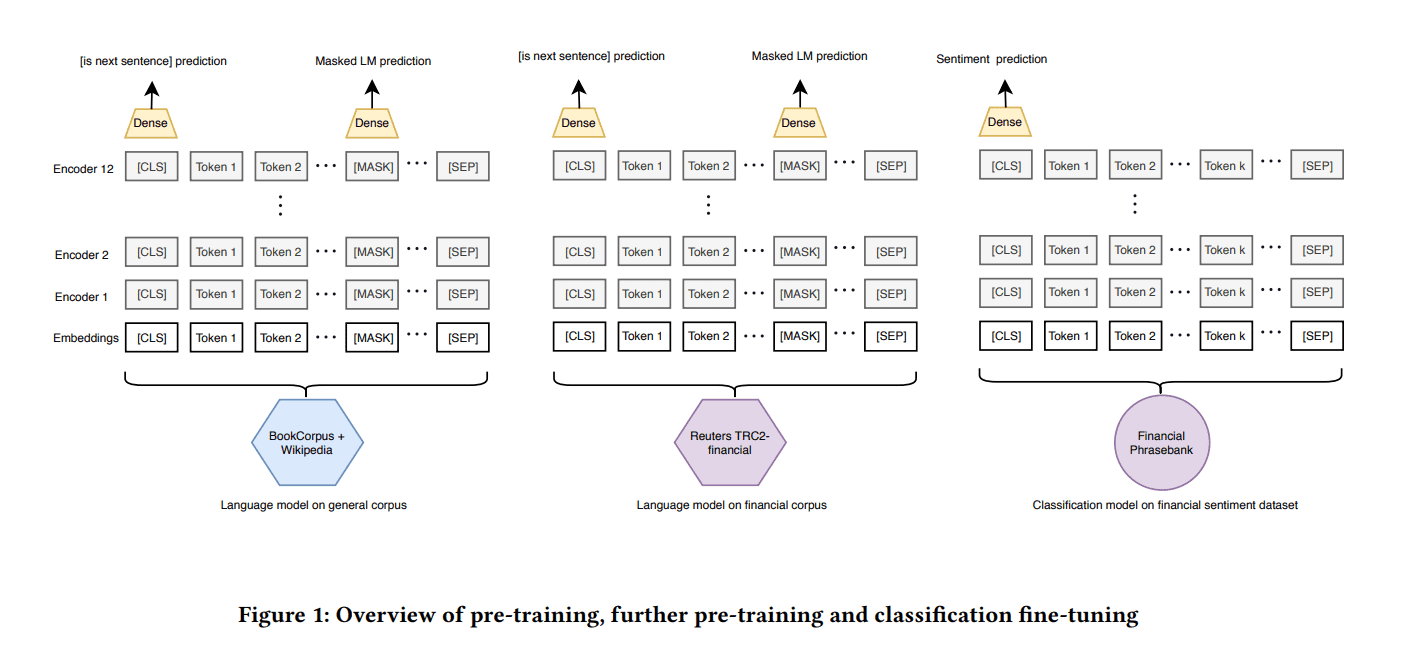 [is next sentence] prediction
Masked LM prediction
[is next sentence] prediction
Masked LM prediction
Sentiment prediction
Dense
Dense
Dense
Dense
Dense
Encoder 12
[CLS] Token 1 Token 2 ··· [MASK] ··· [SEP]
[CLS] Token 1 Token 2 ··· [MASK] ··· [SEP]
[CLS] Token 1 Token 2 ··· Token k ··· [SEP]
Encoder 2
[CLS] Token 1 Token 2 ··· [MASK] ··· [SEP]
[CLS] Token 1 Token 2 ··· [MASK] ··· [SEP]
[CLS] Token 1 Token 2 ··· Token k ··· [SEP]
Encoder 1
[CLS] Token 1 Token 2 ··· [MASK] ··· [SEP]
[CLS] Token 1 Token 2 ··· [MASK] ··· [SEP]
[CLS] Token 1 Token 2 ··· Token k ··· [SEP]
Embeddings
[CLS] Token 1 Token 2 ··· [MASK] ··· [SEP]
[CLS] Token 1 Token 2 ··· [MASK] ··· [SEP]
[CLS] Token 1 Token 2 ··· Token k ··· [SEP]
BookCorpus +
Wikipedia
Reuters TRC2-
financial
Financial
Phrasebank
Language model on general corpus
Language model on financial corpus
Classification model on financial sentiment dataset
Figure 1: Overview of pre-training, further pre-training and classification fine-tuning